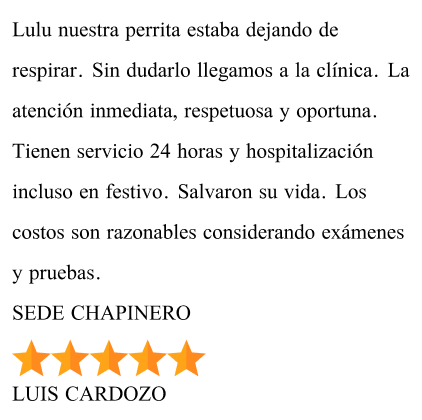 Lulu nuestra perrita estaba dejando de
respirar. Sin dudarlo llegamos a la clínica. La
atención inmediata, respetuosa y oportuna.
Tienen servicio 24 horas y hospitalización
incluso en festivo. Salvaron su vida. Los
costos son razonables considerando exámenes
y pruebas.
SEDE CHAPINERO
LUIS CARDOZO